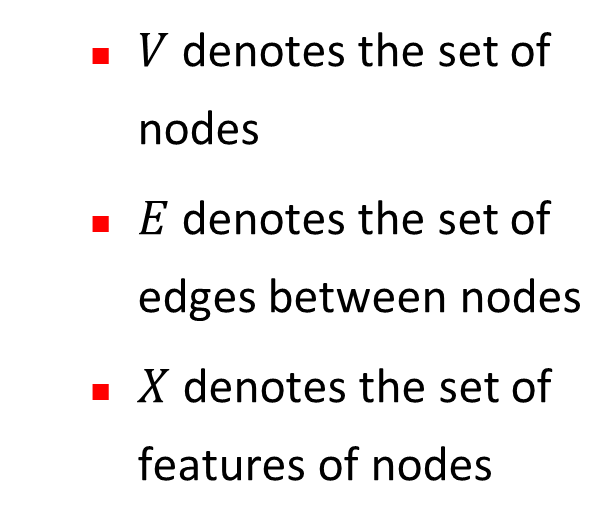 ▪ V denotes the set of
nodes
▪ E denotes the set of
edges between nodes
▪ X denotes the set of
features of nodes